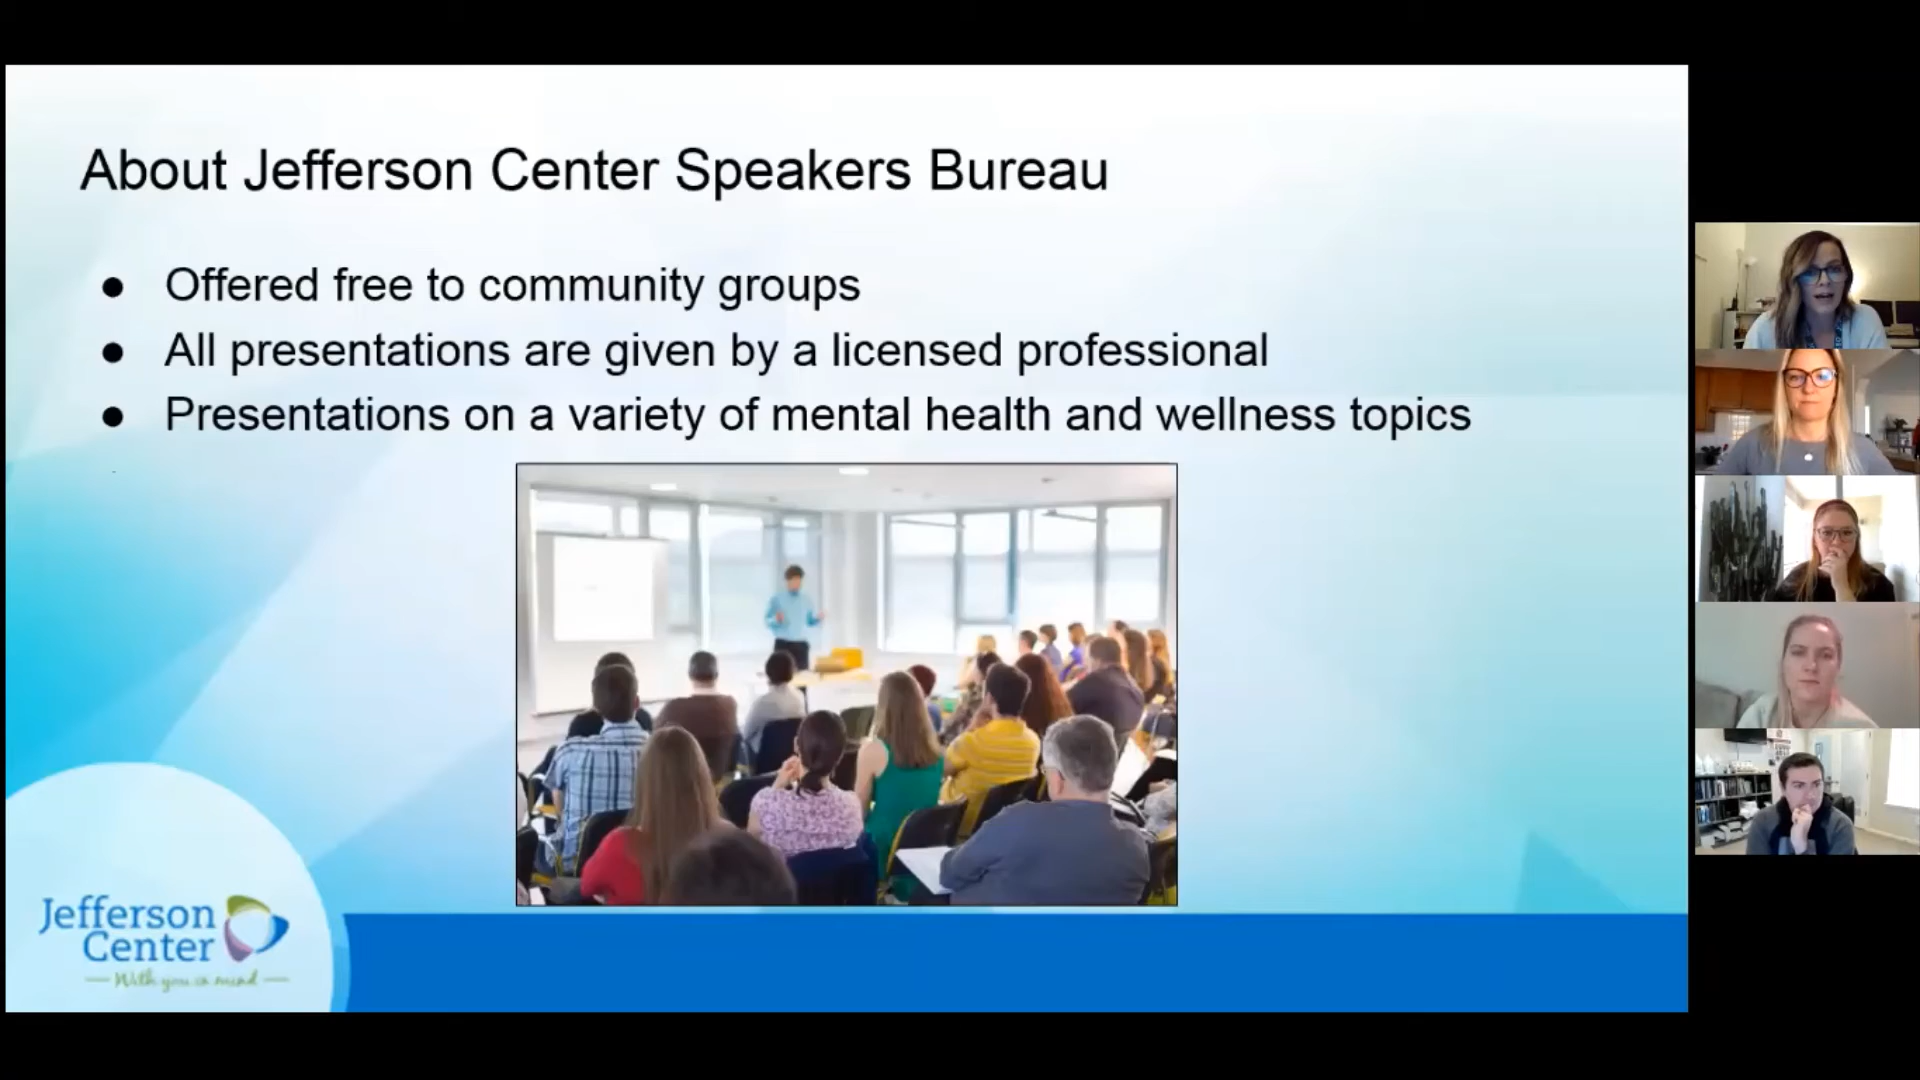 About Jefferson Center Speakers Bureau
● Offered free to community groups
● All presentations are given by a licensed professional
● Presentations on a variety of mental health and wellness topics
Jefferson
Center
With you in mind